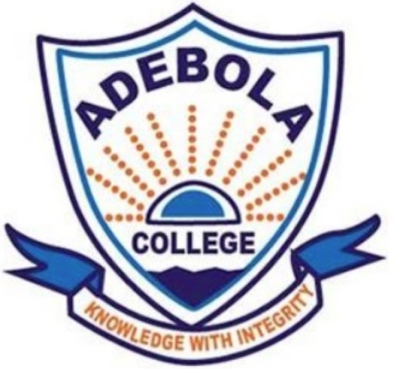 ADEBOLA
COLLEGE
KNOWLEDGE WITH INTEGRITY